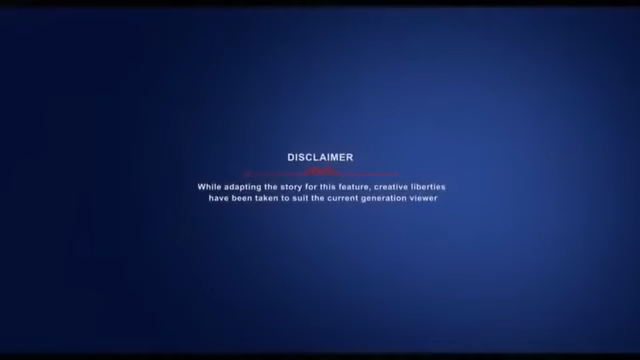 DISCLAIMER
While adapting the story for this feature, creative liberties
have been taken to suit the current generation viewer